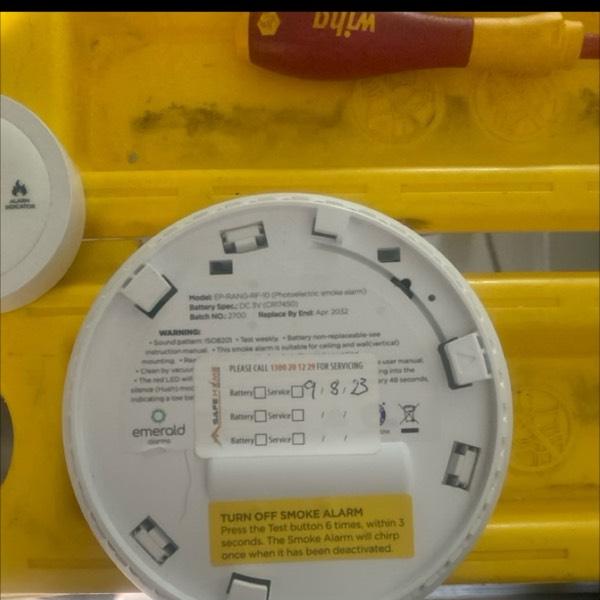 wiha
ALARM
INDICATOR
Model: EP-RANG-RF-10 (Photoelectric smoke alarm)
Battery Spec.: DC 3V (CR17450)
Batch NO.: 2700 Replace By End: Apr 2032
WARNING:
• Sound pattern: ISO8201 • Test weekly. • Battery non-replaceable-see
instruction manual. • This smoke alarm is suitable for ceiling and wall(vertical)
mounting. user manual.
• Clean by vacuu ing into the
• The red LED will ery 48 seconds,
silence (Hush)-mod
indicating a low bat
PLEASE CALL 1300 20 12 29 FOR SERVICING
SAFE HOME
Battery Service 9.8.23
Battery Service / /
Battery Service / /
emerald
alarms
TURN OFF SMOKE ALARM
Press the Test button 6 times, within 3
seconds. The Smoke Alarm will chirp
once when it has been deactivated.